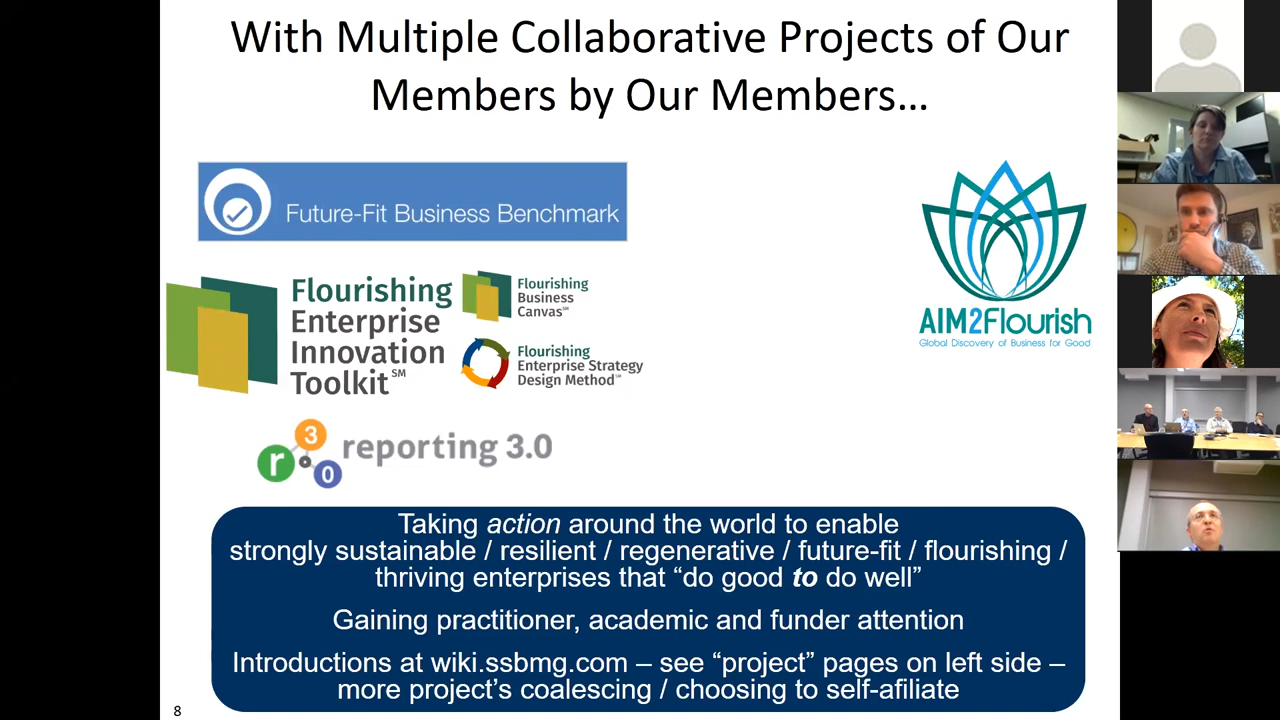 With Multiple Collaborative Projects of Our
Members by Our Members…
Future-Fit Business Benchmark
Flourishing
Enterprise
Innovation
Toolkit℠
Flourishing
Business
Canvas℠
Flourishing
Enterprise Strategy
Design Method℠
r 3 0
reporting 3.0
AIM2Flourish
Global Discovery of Business for Good
Taking action around the world to enable
strongly sustainable / resilient / regenerative / future-fit / flourishing /
thriving enterprises that “do good to do well”
Gaining practitioner, academic and funder attention
Introductions at wiki.ssbmg.com – see “project” pages on left side –
more project’s coalescing / choosing to self-afiliate
8